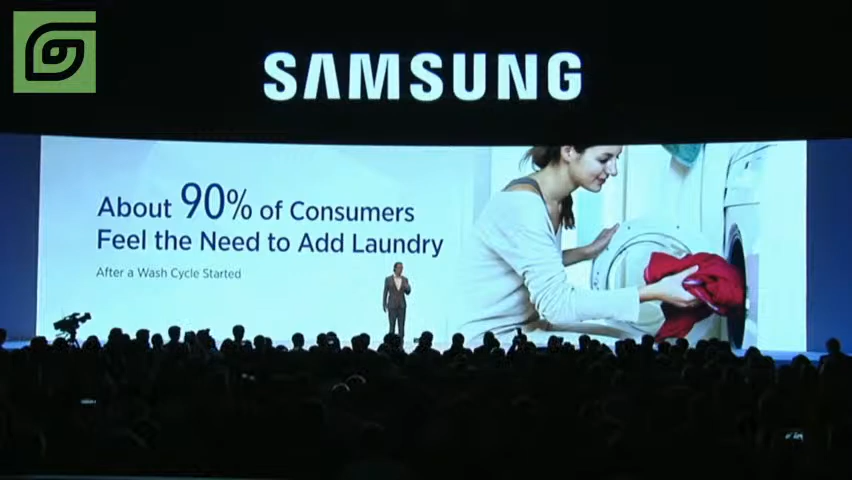 SAMSUNG
About 90% of Consumers
Feel the Need to Add Laundry
After a Wash Cycle Started